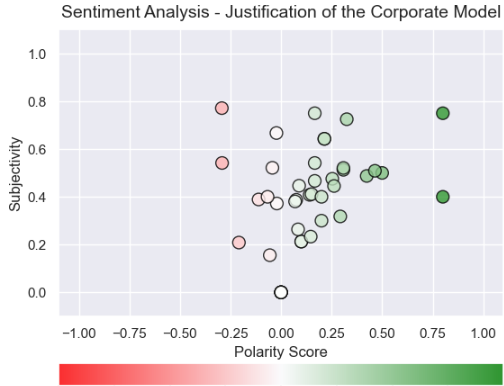 Sentiment Analysis - Justification of the Corporate Model
1.0
0.8
0.6
0.4
0.2
0.0
Subjectivity
−1.00 −0.75 −0.50 −0.25 0.00 0.25 0.50 0.75 1.00
Polarity Score